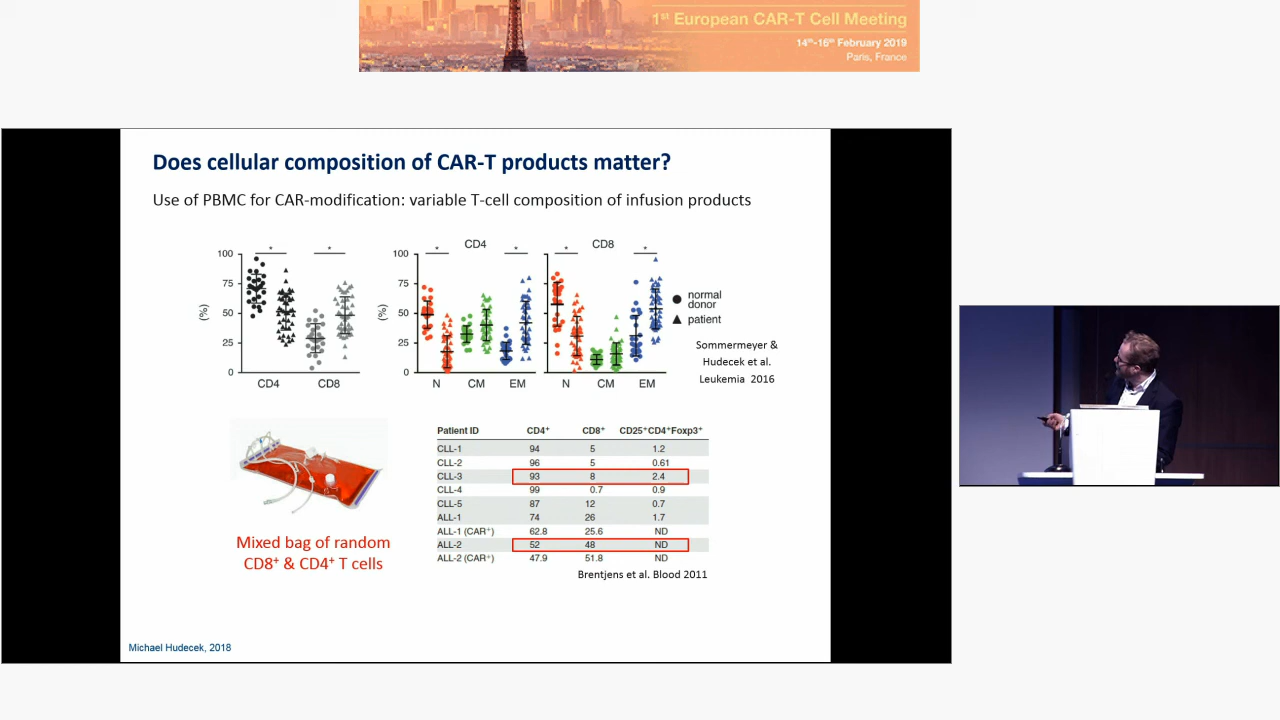 1st European CAR-T Cell Meeting
14th-16th February 2019
Paris, France
Does cellular composition of CAR-T products matter?
Use of PBMC for CAR-modification: variable T-cell composition of infusion products
CD4 CD8
100 * * 100 * * * *
75 75
(%) 50 (%) 50
25 25
0 0
CD4 CD8 N CM EM N CM EM
normal
donor
patient
Sommermeyer &
Hudecek et al.
Leukemia 2016
Patient ID CD4+ CD8+ CD25+CD4+Foxp3+
CLL-1 94 5 1.2
CLL-2 96 5 0.61
CLL-3 93 8 2.4
CLL-4 99 0.7 0.9
CLL-5 87 12 0.7
ALL-1 74 26 1.7
ALL-1 (CAR+) 62.8 25.6 ND
ALL-2 52 48 ND
ALL-2 (CAR+) 47.9 51.8 ND
Brentjens et al. Blood 2011
Mixed bag of random
CD8+ & CD4+ T cells
Michael Hudecek, 2018